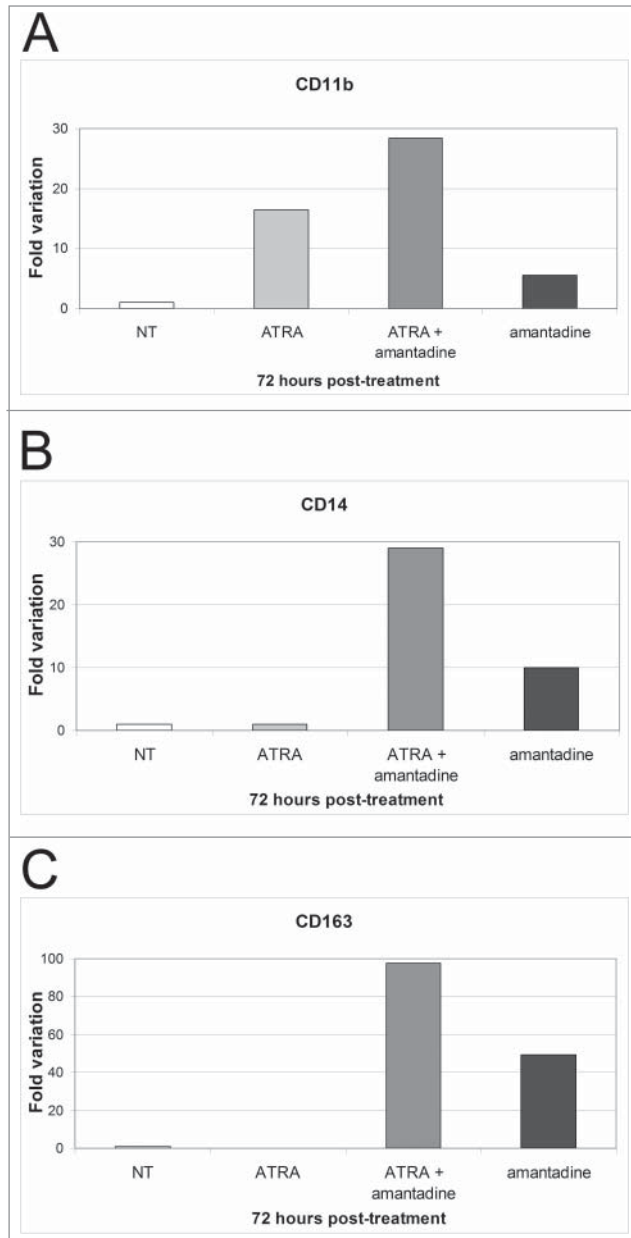 A
CD11b
Fold variation
30
20
10
0
NT
ATRA
ATRA +
amantadine
amantadine
72 hours post-treatment
B
CD14
Fold variation
30
20
10
0
NT
ATRA
ATRA +
amantadine
amantadine
72 hours post-treatment
C
CD163
Fold variation
100
80
60
40
20
0
NT
ATRA
ATRA +
amantadine
amantadine
72 hours post-treatment